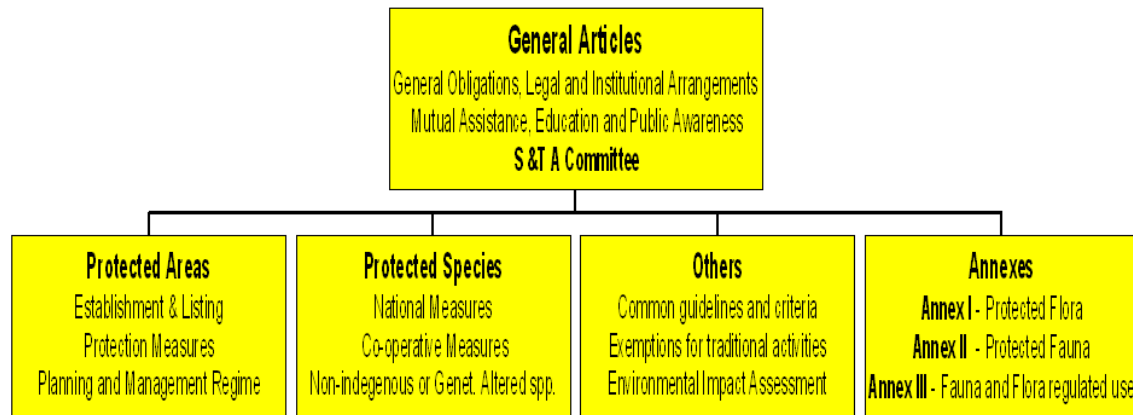 General Articles
General Obligations, Legal and Institutional Arrangements
Mutual Assistance, Education and Public Awareness
S &T A Committee
Protected Areas
Establishment & Listing
Protection Measures
Planning and Management Regime
Protected Species
National Measures
Co-operative Measures
Non-indegenous or Genet. Altered spp.
Others
Common guidelines and criteria
Exemptions for traditional activities
Environmental Impact Assessment
Annexes
Annex I - Protected Flora
Annex II - Protected Fauna
Annex III - Fauna and Flora regulated use